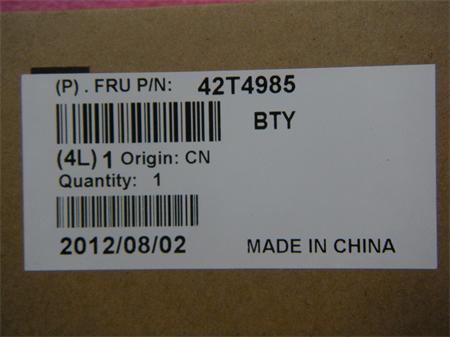 (P) . FRU P/N: 42T4985
BTY
(4L) 1 Origin: CN
Quantity: 1
2012/08/02 MADE IN CHINA